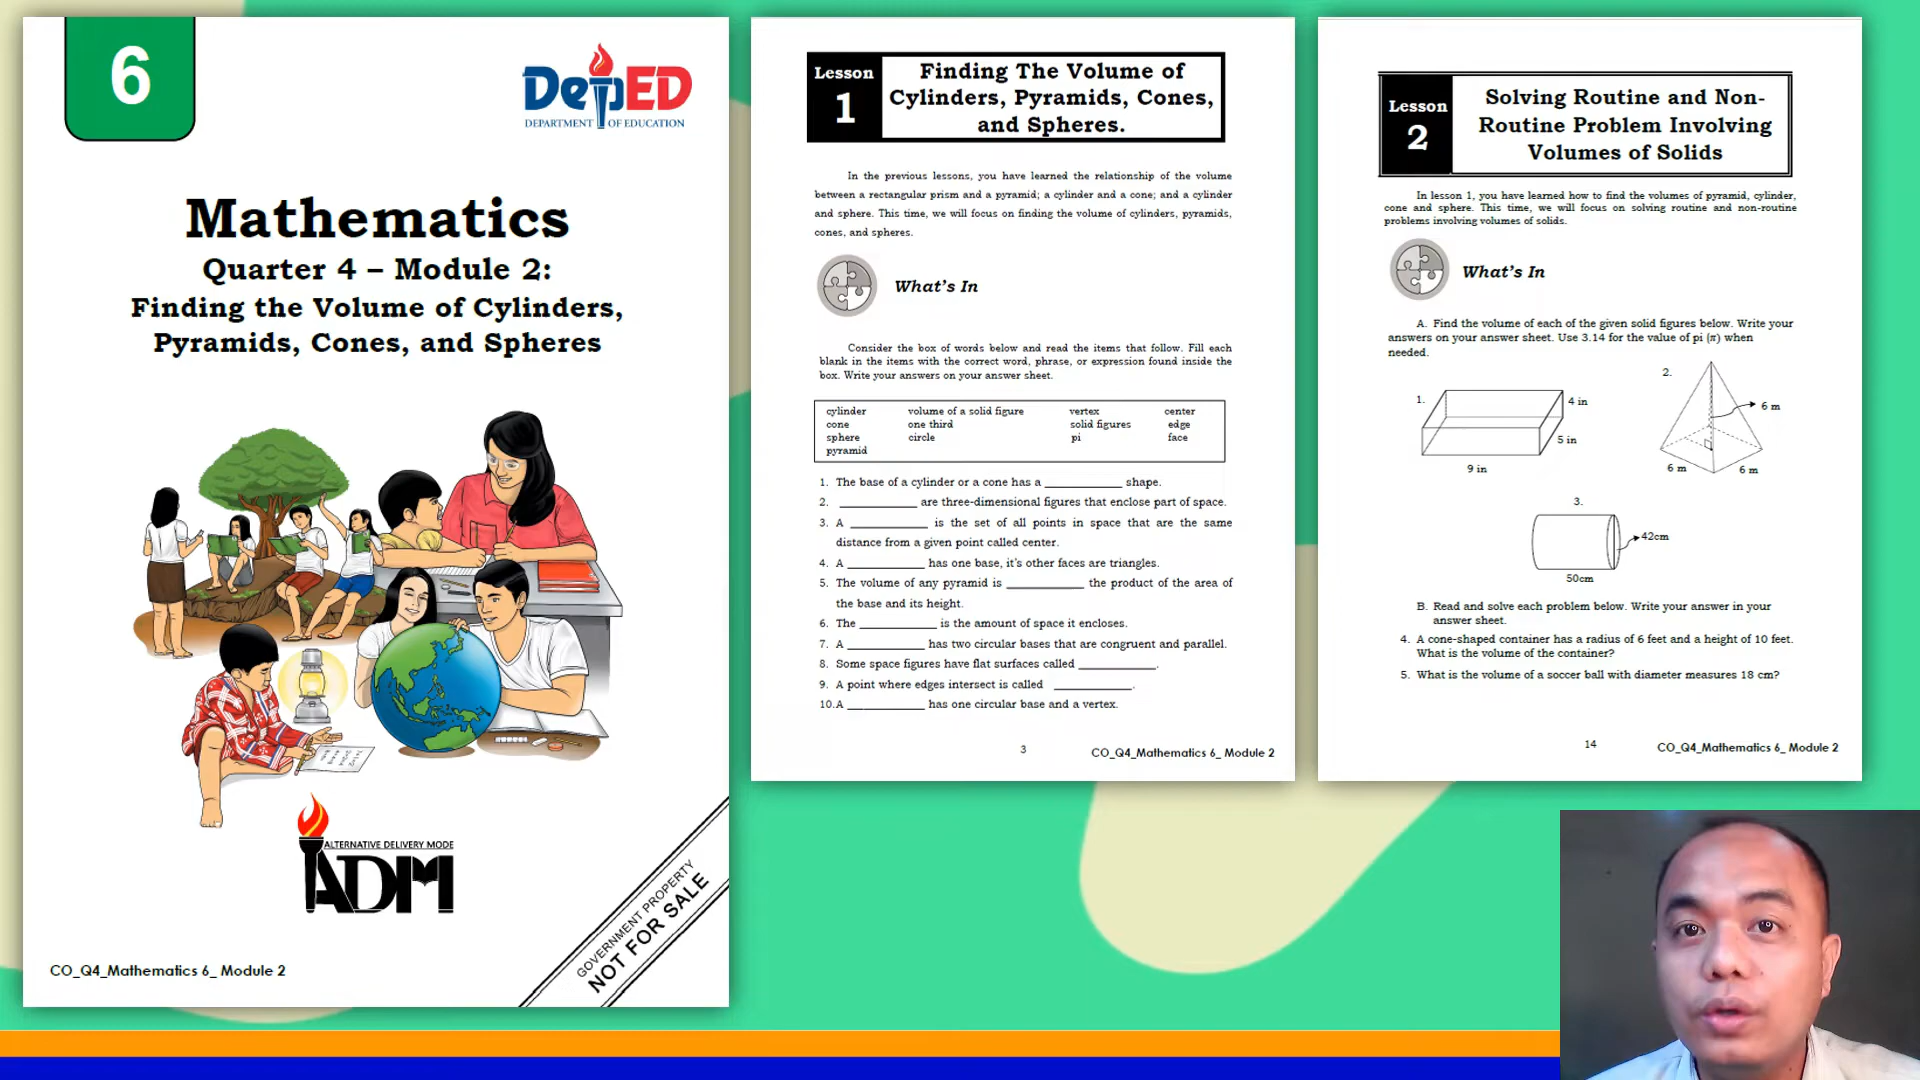 6
DepED
DEPARTMENT OF EDUCATION
Mathematics
Quarter 4 – Module 2:
Finding the Volume of Cylinders,
Pyramids, Cones, and Spheres
ALTERNATIVE DELIVERY MODE
ADM
GOVERNMENT PROPERTY
NOT FOR SALE
CO_Q4_Mathematics 6_ Module 2
Lesson
1
Finding The Volume of
Cylinders, Pyramids, Cones,
and Spheres.
In the previous lessons, you have learned the relationship of the volume
between a rectangular prism and a pyramid; a cylinder and a cone; and a cylinder
and sphere. This time, we will focus on finding the volume of cylinders, pyramids,
cones, and spheres.
What's In
Consider the box of words below and read the items that follow. Fill each
blank in the items with the correct word, phrase, or expression found inside the
box. Write your answers on your answer sheet.
cylinder volume of a solid figure vertex center
cone one third solid figures edge
sphere circle pi face
pyramid
1. The base of a cylinder or a cone has a ____________ shape.
2. ____________ are three-dimensional figures that enclose part of space.
3. A ____________ is the set of all points in space that are the same
distance from a given point called center.
4. A ____________ has one base, it's other faces are triangles.
5. The volume of any pyramid is ____________ the product of the area of
the base and its height.
6. The ____________ is the amount of space it encloses.
7. A ____________ has two circular bases that are congruent and parallel.
8. Some space figures have flat surfaces called ____________.
9. A point where edges intersect is called ____________.
10. A ____________ has one circular base and a vertex.
3
CO_Q4_Mathematics 6_ Module 2
Lesson
2
Solving Routine and Non-
Routine Problem Involving
Volumes of Solids
In lesson 1, you have learned how to find the volumes of pyramid, cylinder,
cone and sphere. This time, we will focus on solving routine and non-routine
problems involving volumes of solids.
What's In
A. Find the volume of each of the given solid figures below. Write your
answers on your answer sheet. Use 3.14 for the value of pi (π) when
needed.
1.
4 in
5 in
9 in
2.
6 m
6 m
6 m
3.
42cm
50cm
B. Read and solve each problem below. Write your answer in your
answer sheet.
4. A cone-shaped container has a radius of 6 feet and a height of 10 feet.
What is the volume of the container?
5. What is the volume of a soccer ball with diameter measures 18 cm?
14
CO_Q4_Mathematics 6_ Module 2